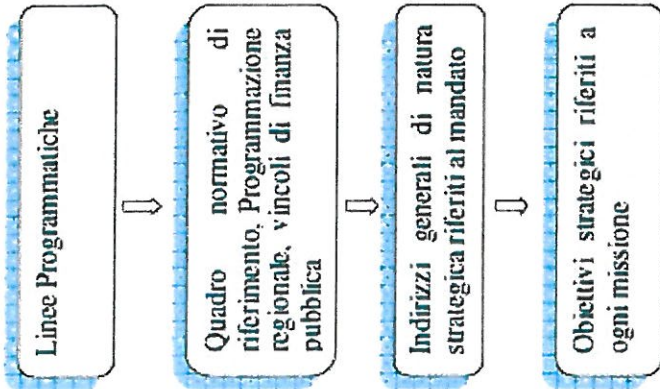 Linee Programmatiche
Quadro normativo di
riferimento, Programmazione
regionale, vincoli di finanza
pubblica
Indirizzi generali di natura
strategica riferiti al mandato
Obiettivi strategici riferiti a
ogni missione